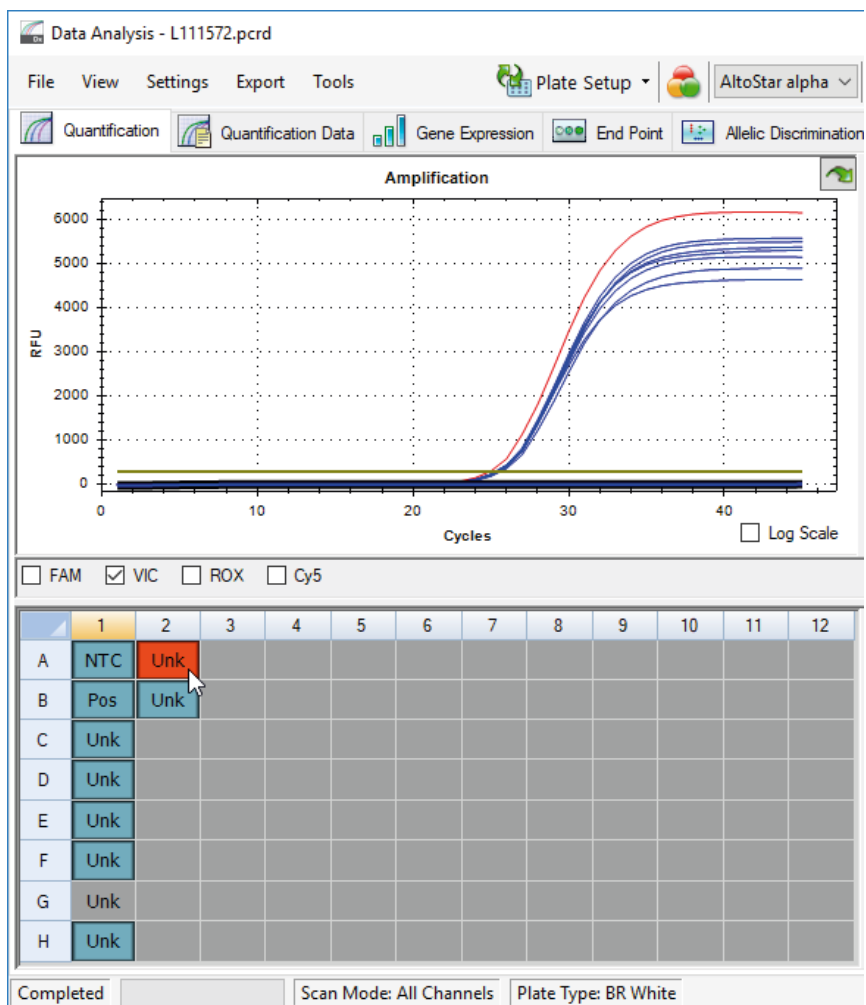 Data Analysis - L111572.pcrd
File View Settings Export Tools Plate Setup AltoStar alpha
Quantification Quantification Data Gene Expression End Point Allelic Discrimination
Amplification
6000
5000
4000
3000
2000
1000
0
RFU
0 10 20 30 40
Cycles
Log Scale
FAM VIC ROX Cy5
1 2 3 4 5 6 7 8 9 10 11 12
A NTC Unk
B Pos Unk
C Unk
D Unk
E Unk
F Unk
G Unk
H Unk
Completed Scan Mode: All Channels Plate Type: BR White